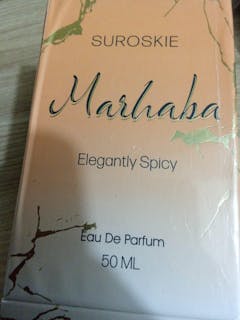 SUROSKIE
Marhaba
Elegantly Spicy
Eau De Parfum
50 ML